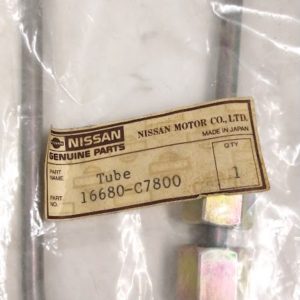 NISSAN
GENUINE PARTS
NISSAN MOTOR CO., LTD.
MADE IN JAPAN
PART NAME. Tube
PART NO. 16680-C7800
QTY
1